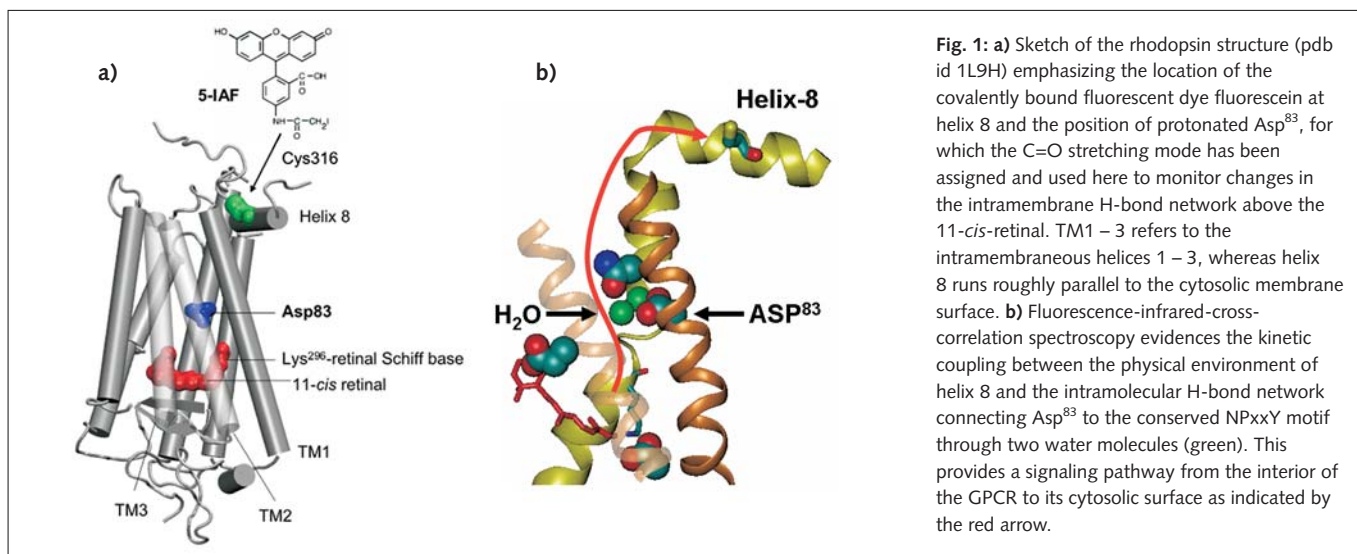 a)
HO
O
O
C–OH
O
5-IAF
NH–C–CH₂I
O
Cys316
Helix 8
Asp83
Lys²⁹⁶-retinal Schiff base
11-cis retinal
TM1
TM3
TM2
b)
Helix-8
H₂O
ASP⁸³
Fig. 1: a) Sketch of the rhodopsin structure (pdb
id 1L9H) emphasizing the location of the
covalently bound fluorescent dye fluorescein at
helix 8 and the position of protonated Asp⁸³, for
which the C=O stretching mode has been
assigned and used here to monitor changes in
the intramembrane H-bond network above the
11-cis-retinal. TM1 – 3 refers to the
intramembraneous helices 1 – 3, whereas helix
8 runs roughly parallel to the cytosolic membrane
surface. b) Fluorescence-infrared-cross-
correlation spectroscopy evidences the kinetic
coupling between the physical environment of
helix 8 and the intramolecular H-bond network
connecting Asp⁸³ to the conserved NPxxY motif
through two water molecules (green). This
provides a signaling pathway from the interior of
the GPCR to its cytosolic surface as indicated by
the red arrow.